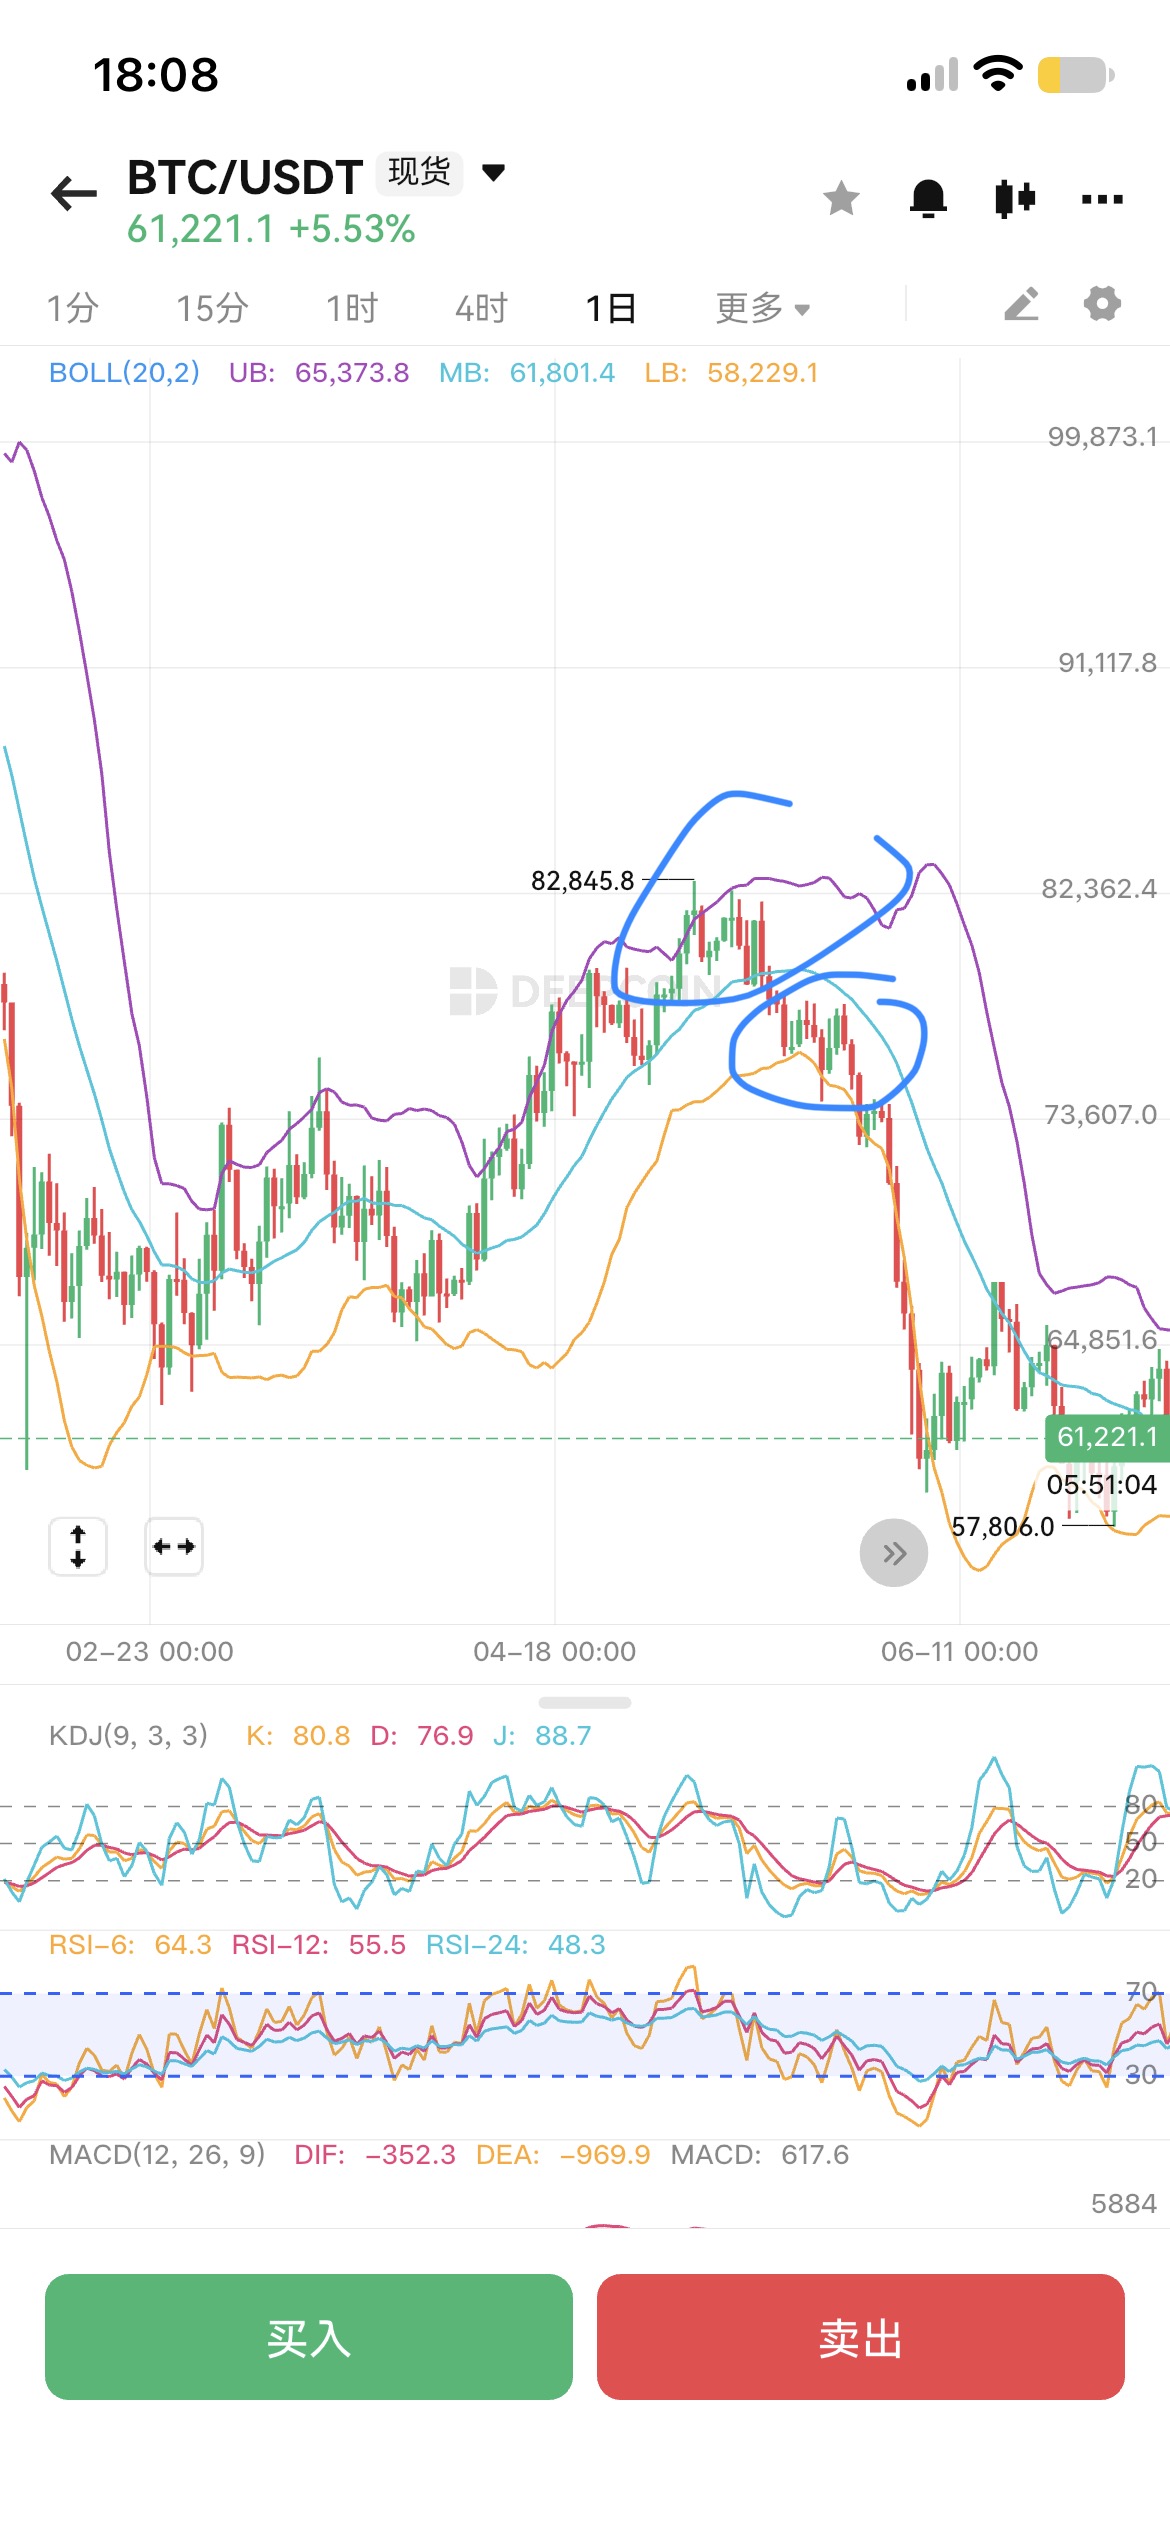 18:08
BTC/USDT 现货
61,221.1 +5.53%
1分 15分 1时 4时 1日 更多
BOLL(20,2) UB: 65,373.8 MB: 61,801.4 LB: 58,229.1
99,873.1
91,117.8
82,845.8
82,362.4
DEEPCOIN
73,607.0
64,851.6
61,221.1
05:51:04
57,806.0
02-23 00:00 04-18 00:00 06-11 00:00
KDJ(9, 3, 3) K: 80.8 D: 76.9 J: 88.7
80
50
20
RSI-6: 64.3 RSI-12: 55.5 RSI-24: 48.3
70
30
MACD(12, 26, 9) DIF: -352.3 DEA: -969.9 MACD: 617.6
5884
买入 卖出